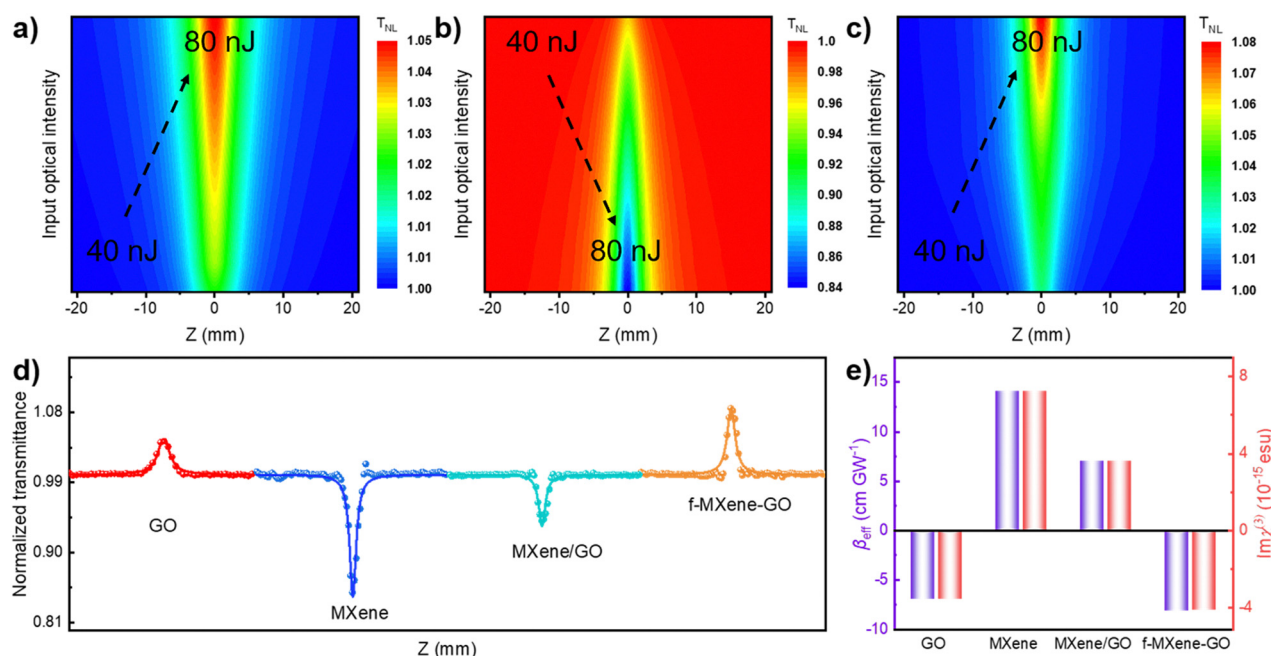 a)
Input optical intensity
80 nJ
40 nJ
-20 -10 0 10 20
Z (mm)
T_NL
1.05
1.04
1.03
1.02
1.01
1.00
b)
Input optical intensity
40 nJ
80 nJ
-20 -10 0 10 20
Z (mm)
T_NL
1.0
0.98
0.96
0.94
0.92
0.90
0.88
0.86
0.84
c)
Input optical intensity
80 nJ
40 nJ
-20 -10 0 10 20
Z (mm)
T_NL
1.08
1.07
1.06
1.05
1.04
1.03
1.02
1.01
1.00
d)
Normalized transmittance
1.08
0.99
0.90
0.81
GO
MXene
MXene/GO
f-MXene-GO
Z (mm)
e)
β_eff (cm GW⁻¹)
15
10
5
0
-5
-10
GO MXene MXene/GO f-MXene-GO
8
4
0
-4
Imχ⁽³⁾ (10⁻¹⁵ esu)